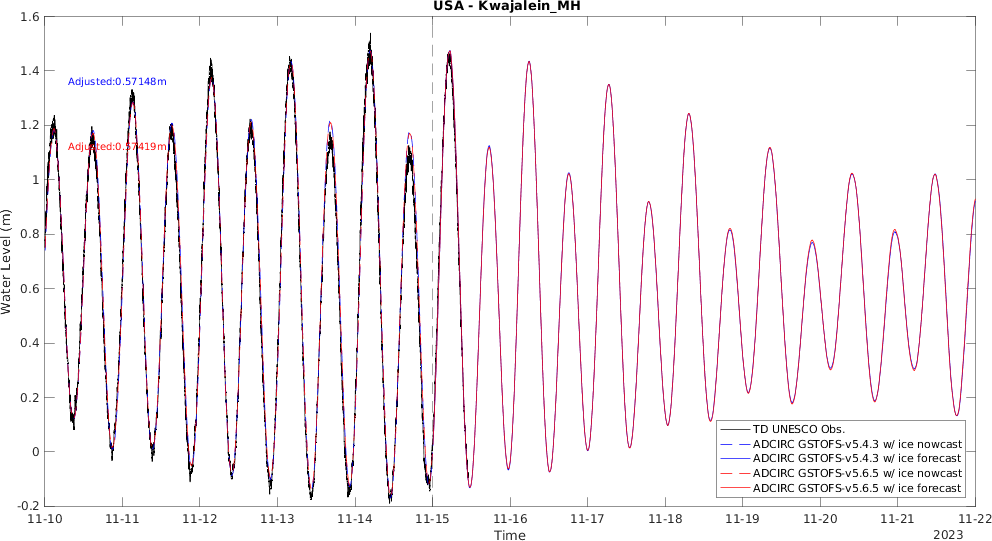 USA - Kwajalein_MH
1.6
1.4
1.2
1
0.8
0.6
0.4
0.2
0
-0.2
Water Level (m)
Adjusted:0.57148m
Adjusted:0.57419m
TD UNESCO Obs.
ADCIRC GSTOFS-v5.4.3 w/ ice nowcast
ADCIRC GSTOFS-v5.4.3 w/ ice forecast
ADCIRC GSTOFS-v5.6.5 w/ ice nowcast
ADCIRC GSTOFS-v5.6.5 w/ ice forecast
11-10 11-11 11-12 11-13 11-14 11-15 11-16 11-17 11-18 11-19 11-20 11-21 11-22
Time
2023